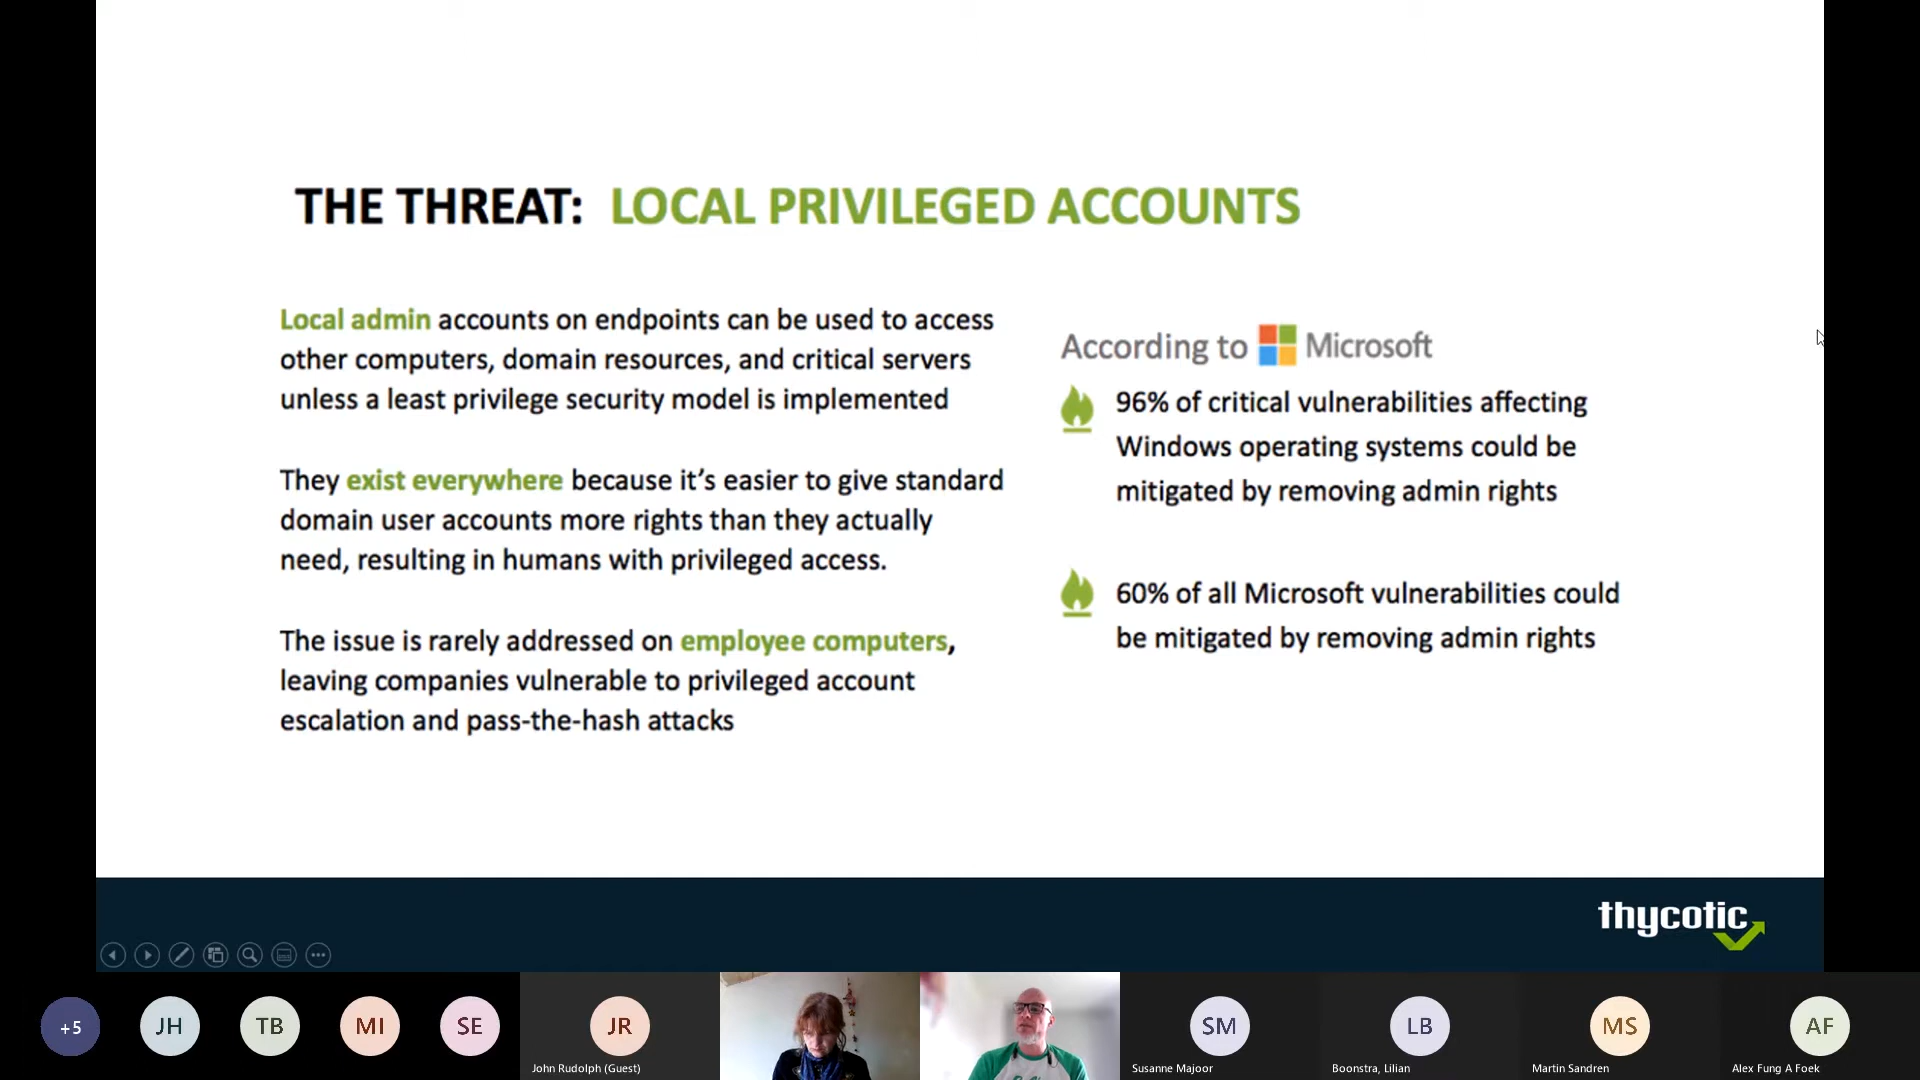 THE THREAT: LOCAL PRIVILEGED ACCOUNTS
Local admin accounts on endpoints can be used to access
other computers, domain resources, and critical servers
unless a least privilege security model is implemented
They exist everywhere because it’s easier to give standard
domain user accounts more rights than they actually
need, resulting in humans with privileged access.
The issue is rarely addressed on employee computers,
leaving companies vulnerable to privileged account
escalation and pass-the-hash attacks
According to Microsoft
96% of critical vulnerabilities affecting
Windows operating systems could be
mitigated by removing admin rights
60% of all Microsoft vulnerabilities could
be mitigated by removing admin rights
thycotic
+5
JH
TB
MI
SE
JR
John Rudolph (Guest)
SM
Susanne Majoor
LB
Boonstra, Lilian
MS
Martin Sandren
AF
Alex Fung A Foek